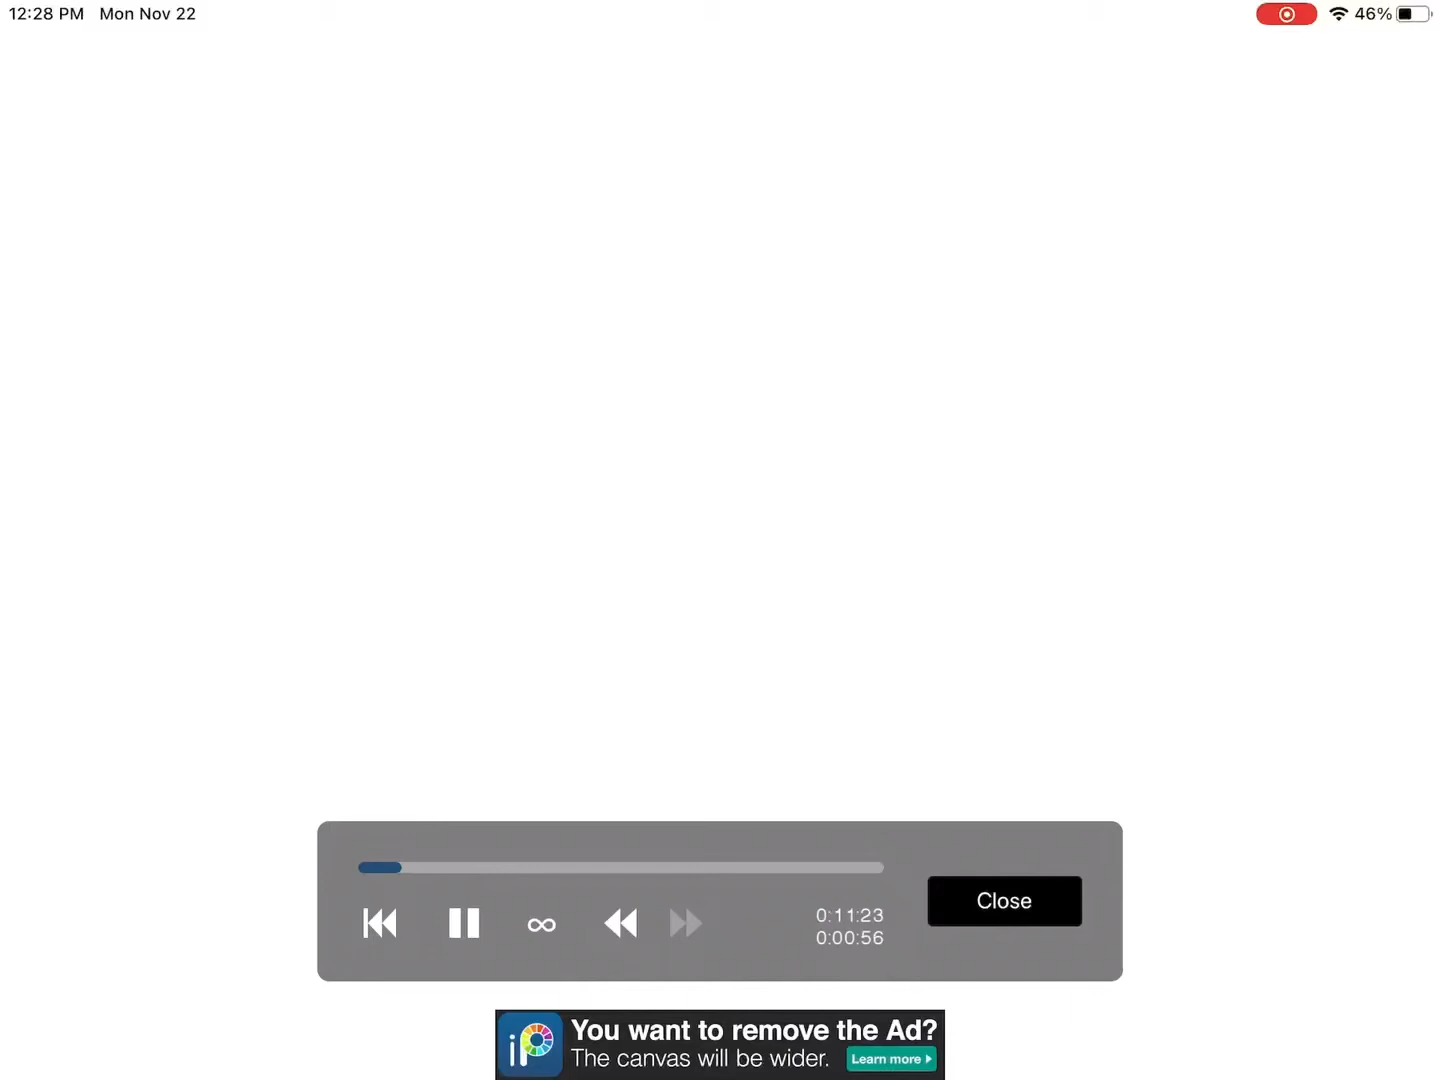 12:28 PM Mon Nov 22
46%
0:11:23
0:00:56
Close
iP
You want to remove the Ad?
The canvas will be wider.
Learn more